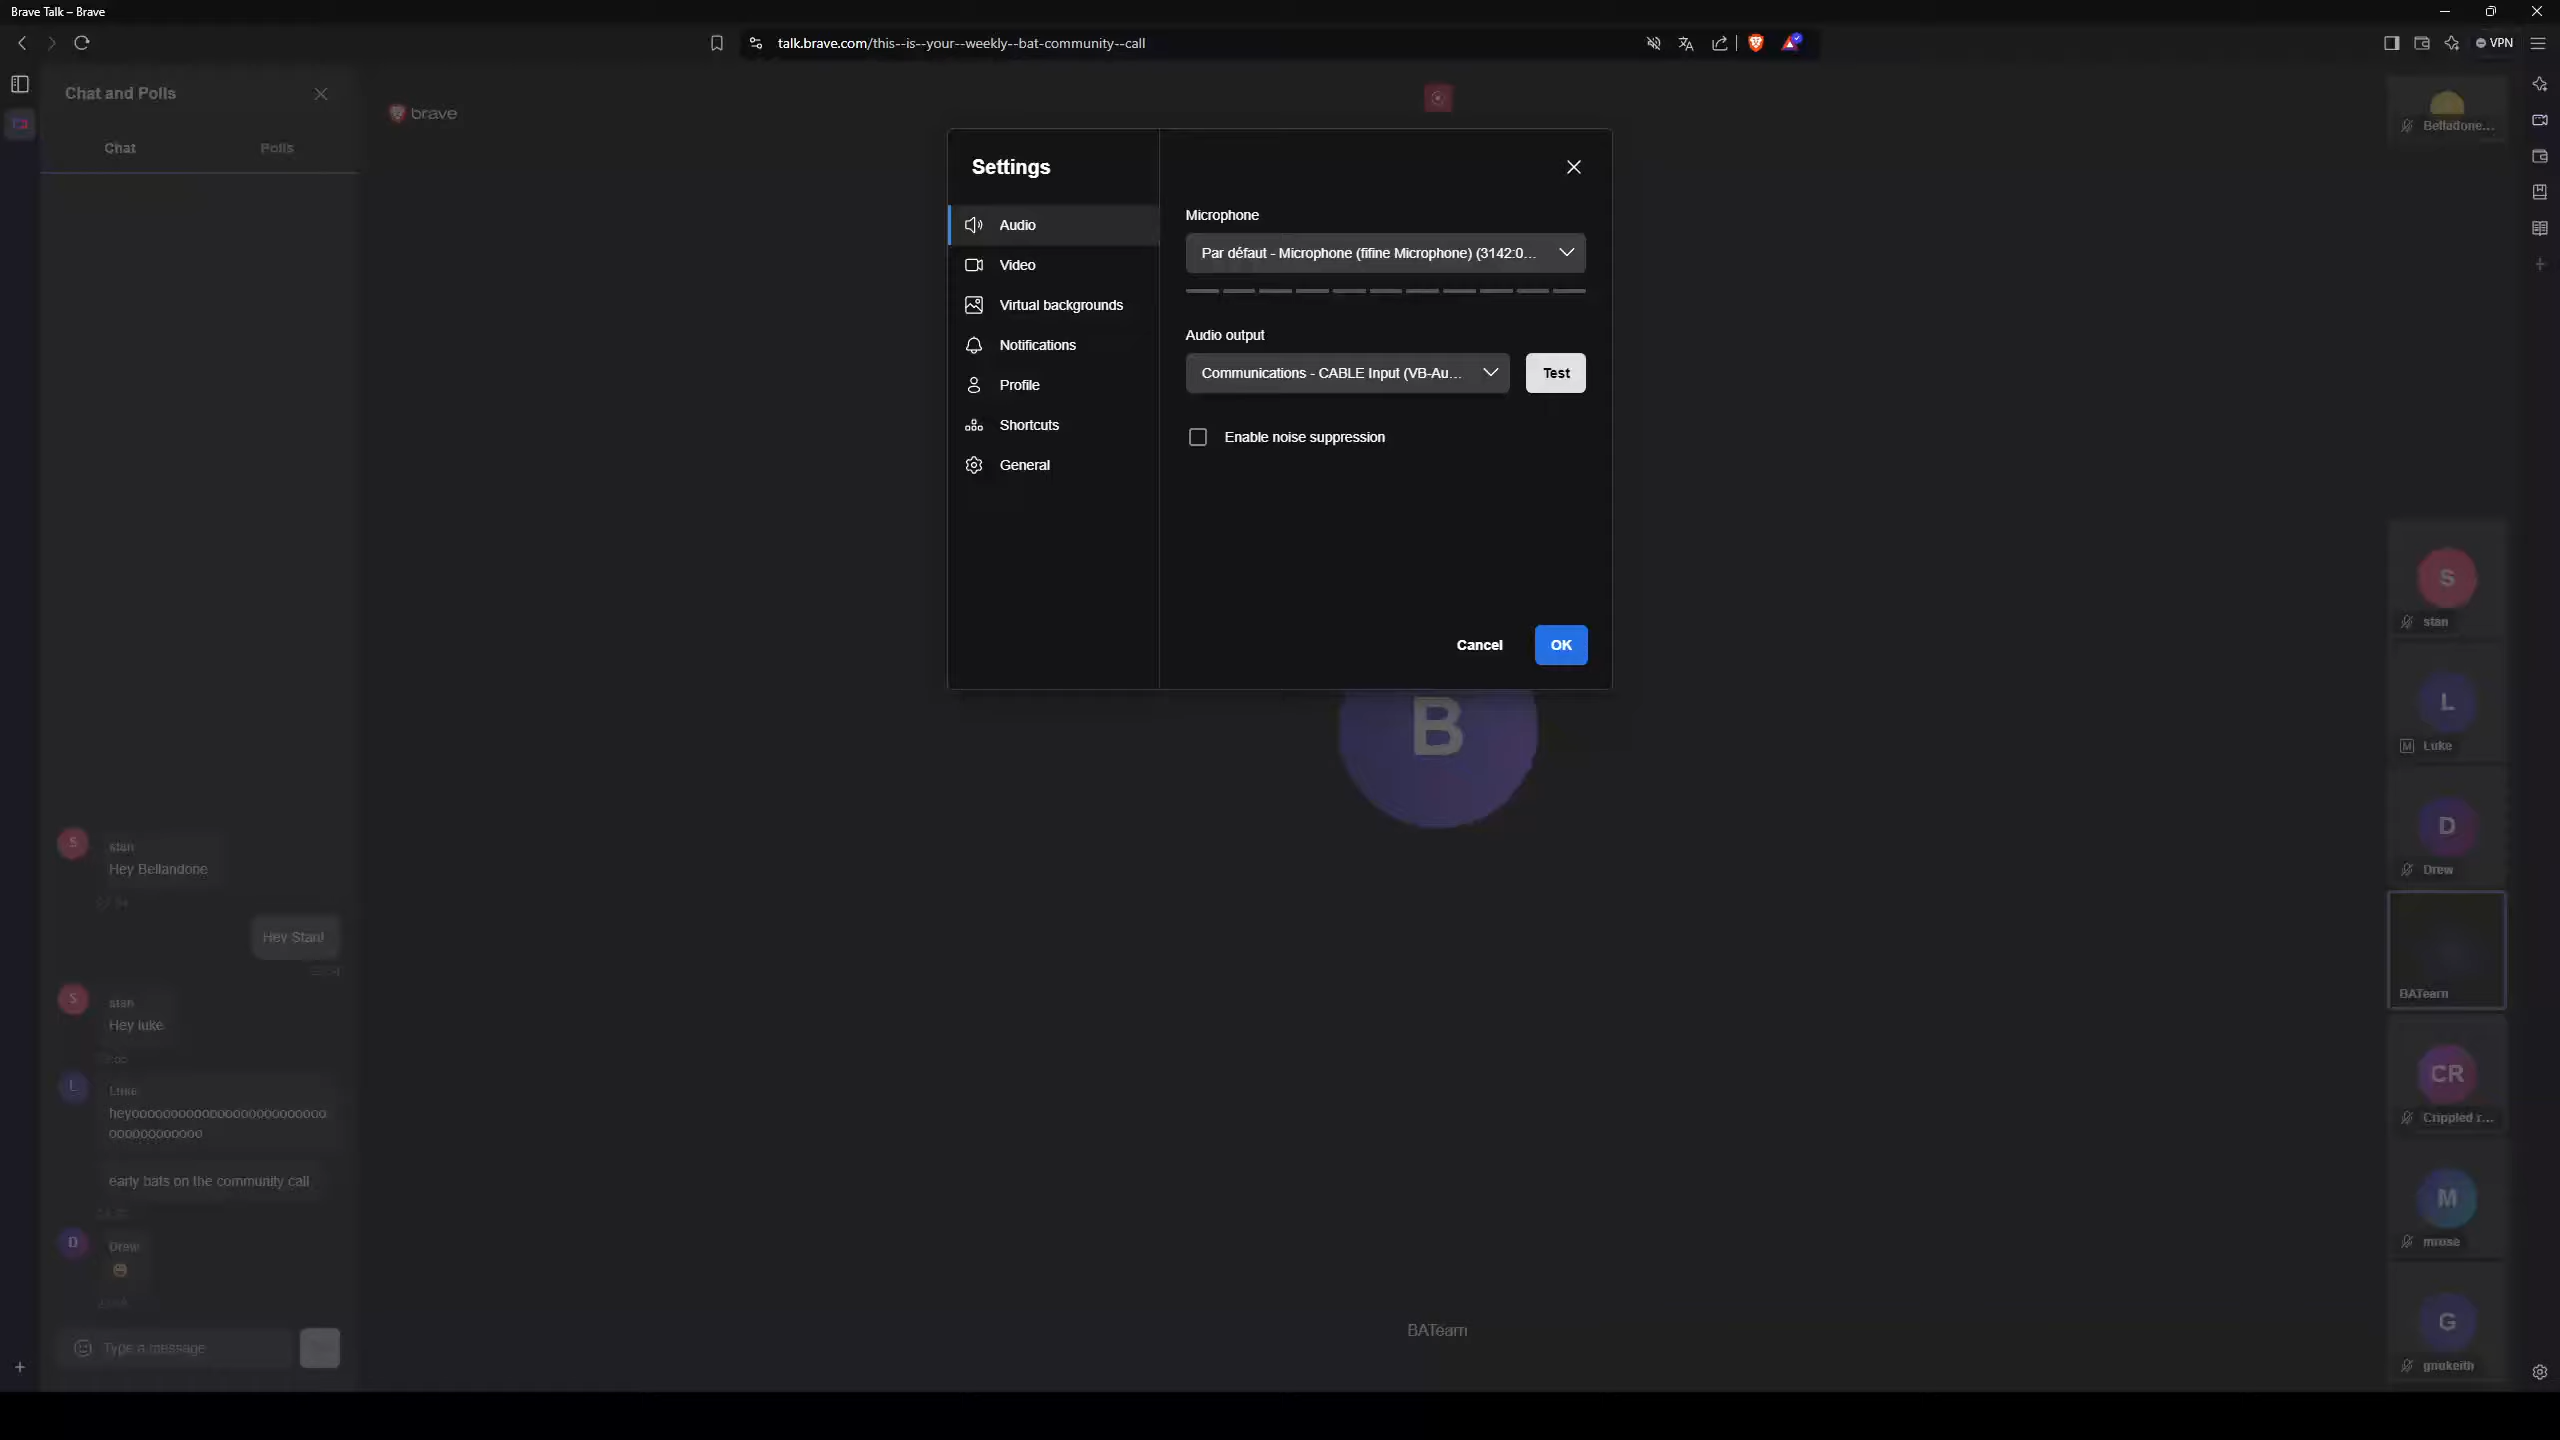 Brave Talk – Brave
talk.brave.com/this--is--your--weekly--bat-community--call
VPN
Chat and Polls
Chat
Polls
brave
Settings
Audio
Video
Virtual backgrounds
Notifications
Profile
Shortcuts
General
Microphone
Par défaut - Microphone (fifine Microphone) (3142:0...
Audio output
Communications - CABLE Input (VB-Au...
Test
Enable noise suppression
Cancel
OK
B
S
stan
Hey Bellandone
Hey Stan!
S
stan
Hey luke
L
Luke
heyooooooooooooooooooooooooo
oooooooooooo
early bats on the community call
D
Drew
Type a message
BATeam
Belladone...
S
stan
L
M
Luke
D
Drew
BATeam
CR
Crippled r...
M
mrose
G
gnukeith